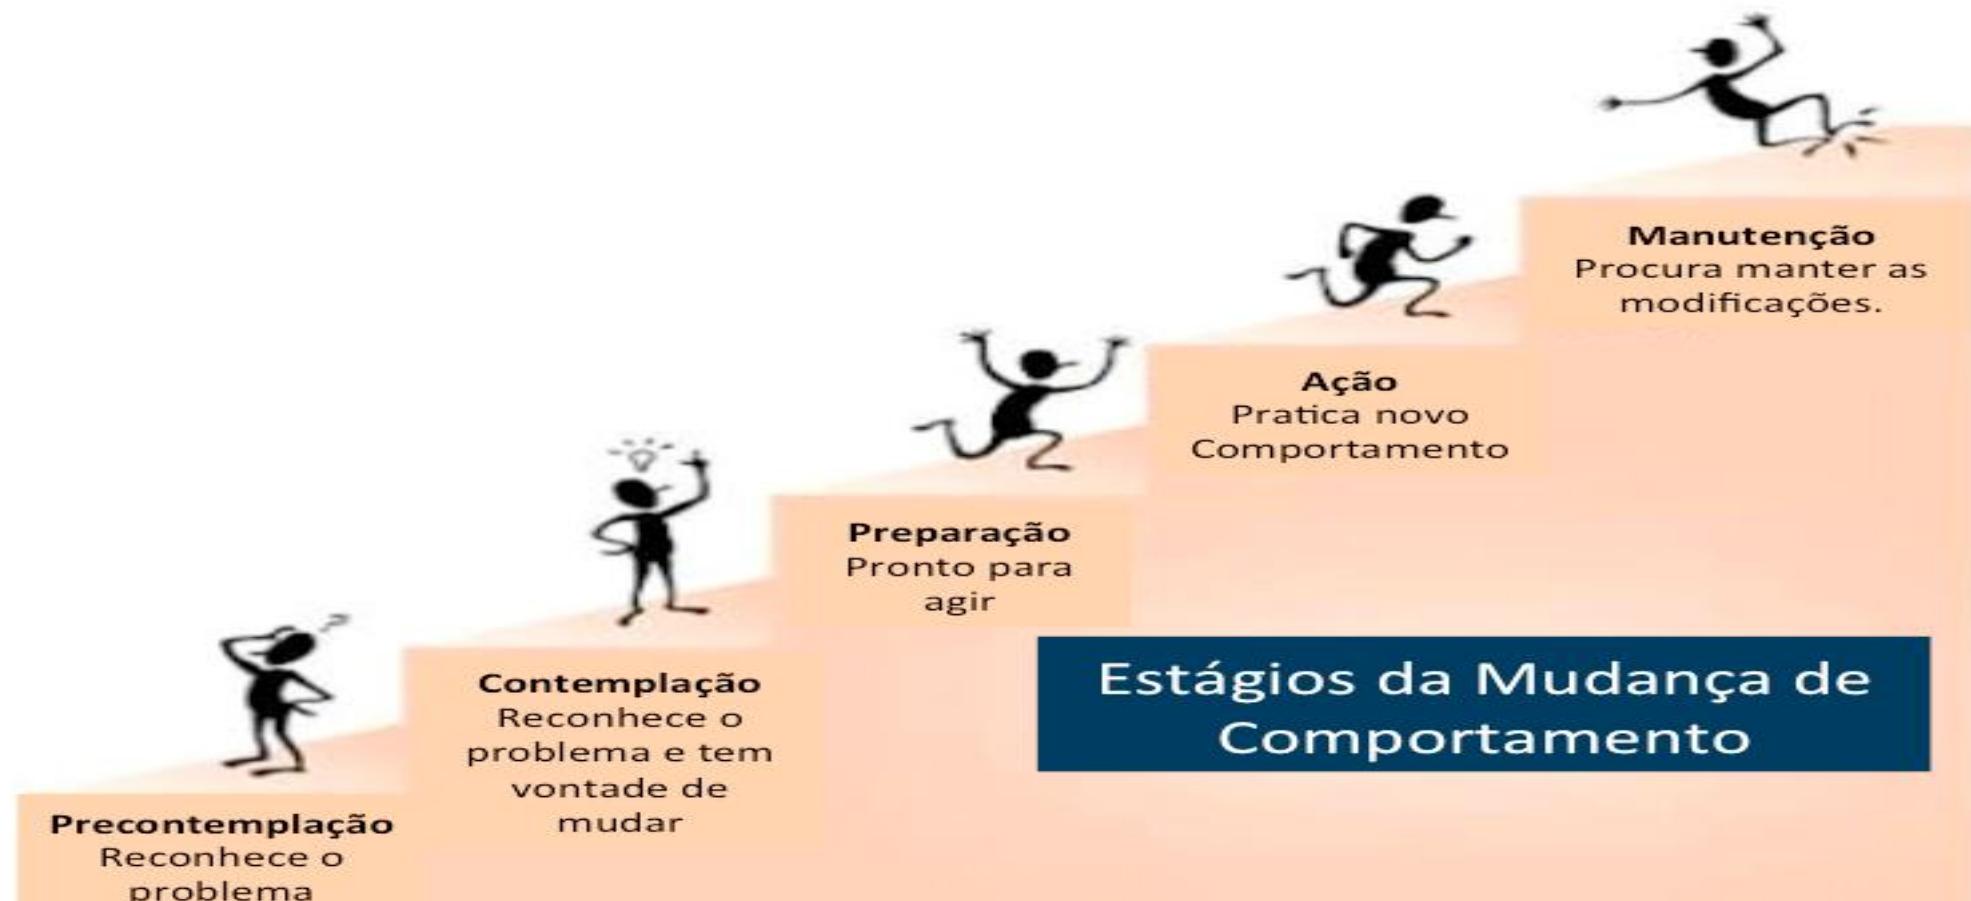 Manutenção
Procura manter as
modificações.
Ação
Pratica novo
Comportamento
Preparação
Pronto para
agir
Contemplação
Reconhece o
problema e tem
vontade de
mudar
Precontemplação
Reconhece o
problema
Estágios da Mudança de
Comportamento
?